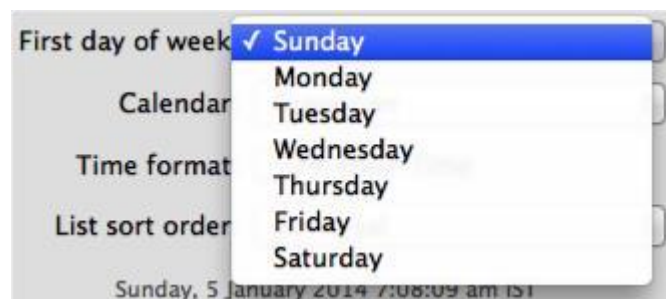 First day of week ✓ Sunday
Monday
Calendar
Tuesday
Wednesday
Time format
Thursday
List sort order
Friday
Saturday
Sunday, 5 January 2014 7:08:09 am IST